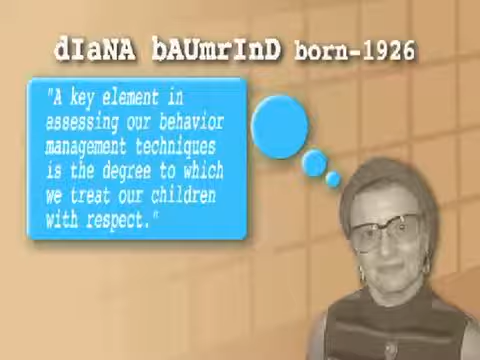 dIaNA bAUmrInD born-1926
"A key element in
assessing our behavior
management techniques
is the degree to which
we treat our children
with respect."